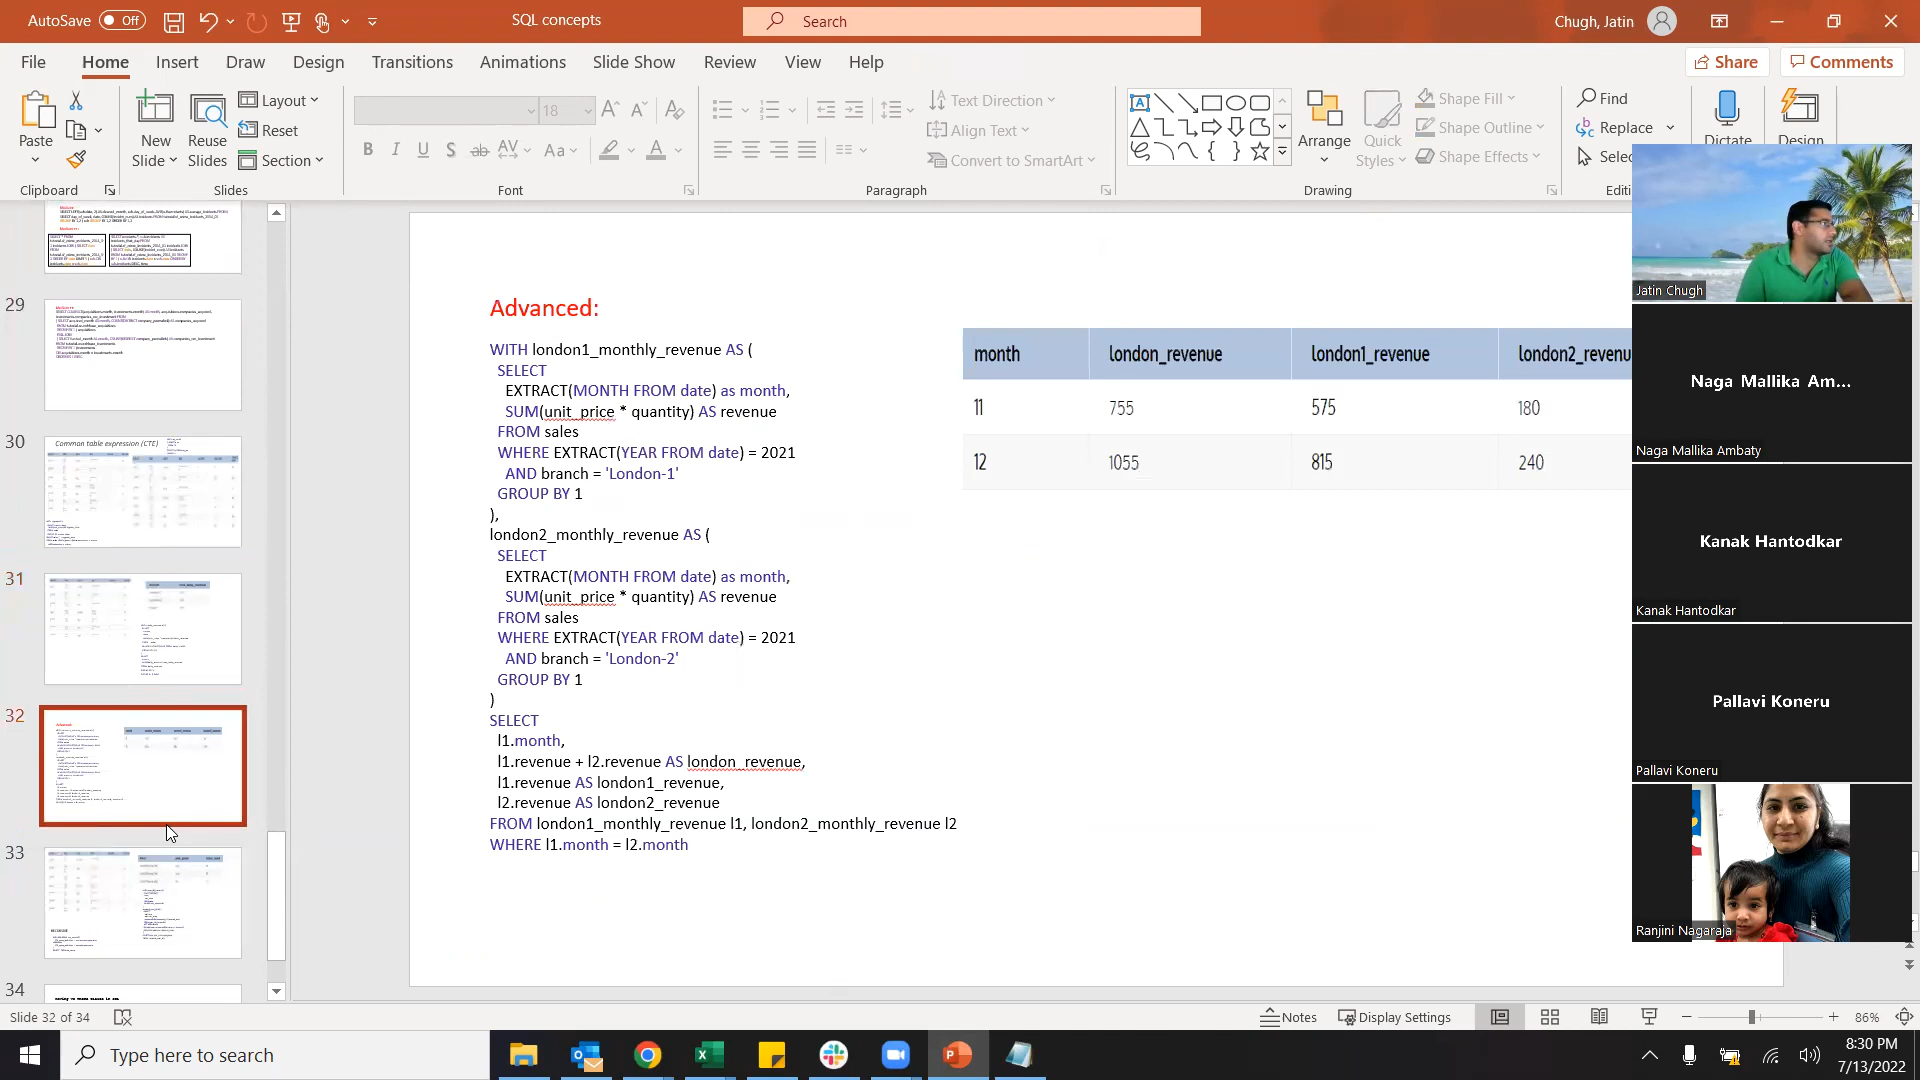 AutoSave Off
SQL concepts
Search
Chugh, Jatin
File Home Insert Draw Design Transitions Animations Slide Show Review View Help
Share Comments
Paste
New Slide
Reuse Slides
Layout
Reset
Section
18
B I U S ab AV Aa A
Text Direction
Align Text
Convert to SmartArt
Arrange
Quick Styles
Shape Fill
Shape Outline
Shape Effects
Find
Replace
Selec
Dictate
Design
Clipboard Slides Font Paragraph Drawing Editi
29
30
Common table expression (CTE)
31
32
33
34
Advanced:
WITH london1_monthly_revenue AS (
SELECT
EXTRACT(MONTH FROM date) as month,
SUM(unit_price * quantity) AS revenue
FROM sales
WHERE EXTRACT(YEAR FROM date) = 2021
AND branch = 'London-1'
GROUP BY 1
),
london2_monthly_revenue AS (
SELECT
EXTRACT(MONTH FROM date) as month,
SUM(unit_price * quantity) AS revenue
FROM sales
WHERE EXTRACT(YEAR FROM date) = 2021
AND branch = 'London-2'
GROUP BY 1
)
SELECT
l1.month,
l1.revenue + l2.revenue AS london_revenue,
l1.revenue AS london1_revenue,
l2.revenue AS london2_revenue
FROM london1_monthly_revenue l1, london2_monthly_revenue l2
WHERE l1.month = l2.month
month london_revenue london1_revenue london2_revenu
11 755 575 180
12 1055 815 240
Jatin Chugh
Naga Mallika Am...
Naga Mallika Ambaty
Kanak Hantodkar
Kanak Hantodkar
Pallavi Koneru
Pallavi Koneru
Ranjini Nagaraja
Slide 32 of 34
Notes
Display Settings
86%
Type here to search
8:30 PM
7/13/2022